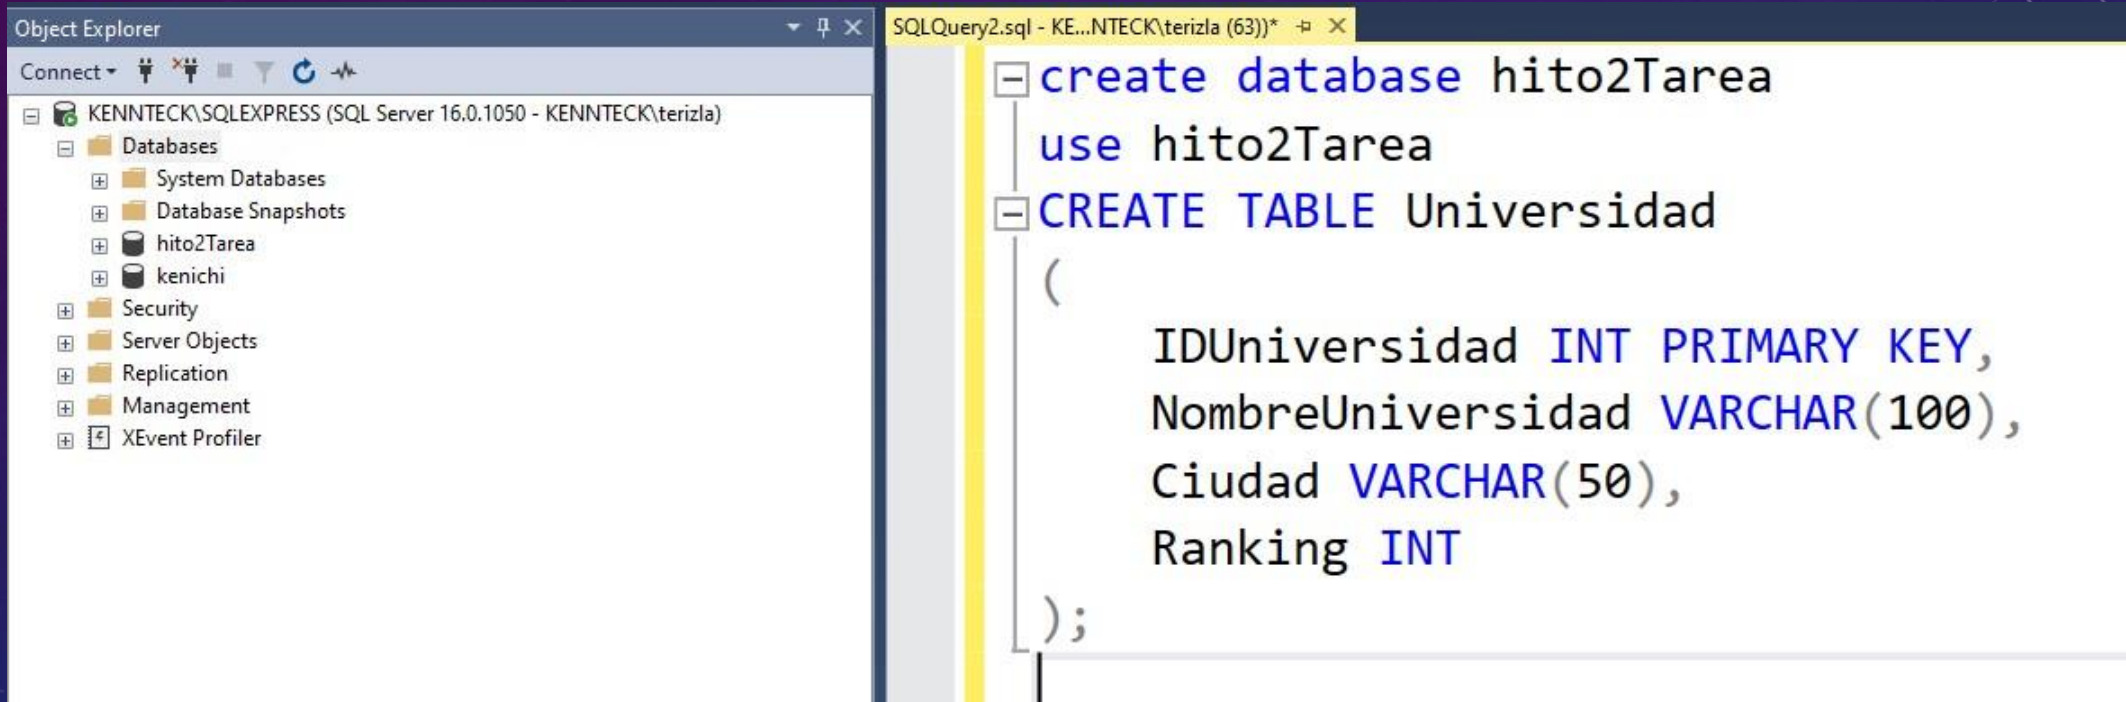 Object Explorer
Connect
KENNTECK\SQLEXPRESS (SQL Server 16.0.1050 - KENNTECK\terizla)
Databases
System Databases
Database Snapshots
hito2Tarea
kenichi
Security
Server Objects
Replication
Management
XEvent Profiler
SQLQuery2.sql - KE...NTECK\terizla (63))*
create database hito2Tarea
use hito2Tarea
CREATE TABLE Universidad
(
IDUniversidad INT PRIMARY KEY,
NombreUniversidad VARCHAR(100),
Ciudad VARCHAR(50),
Ranking INT
);